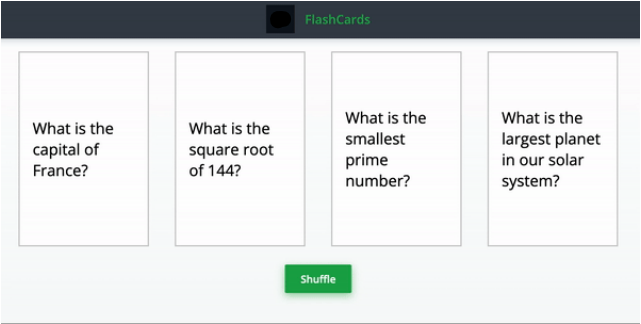 FlashCards
What is the
capital of
France?
What is the
square root
of 144?
What is the
smallest
prime
number?
What is the
largest planet
in our solar
system?
Shuffle